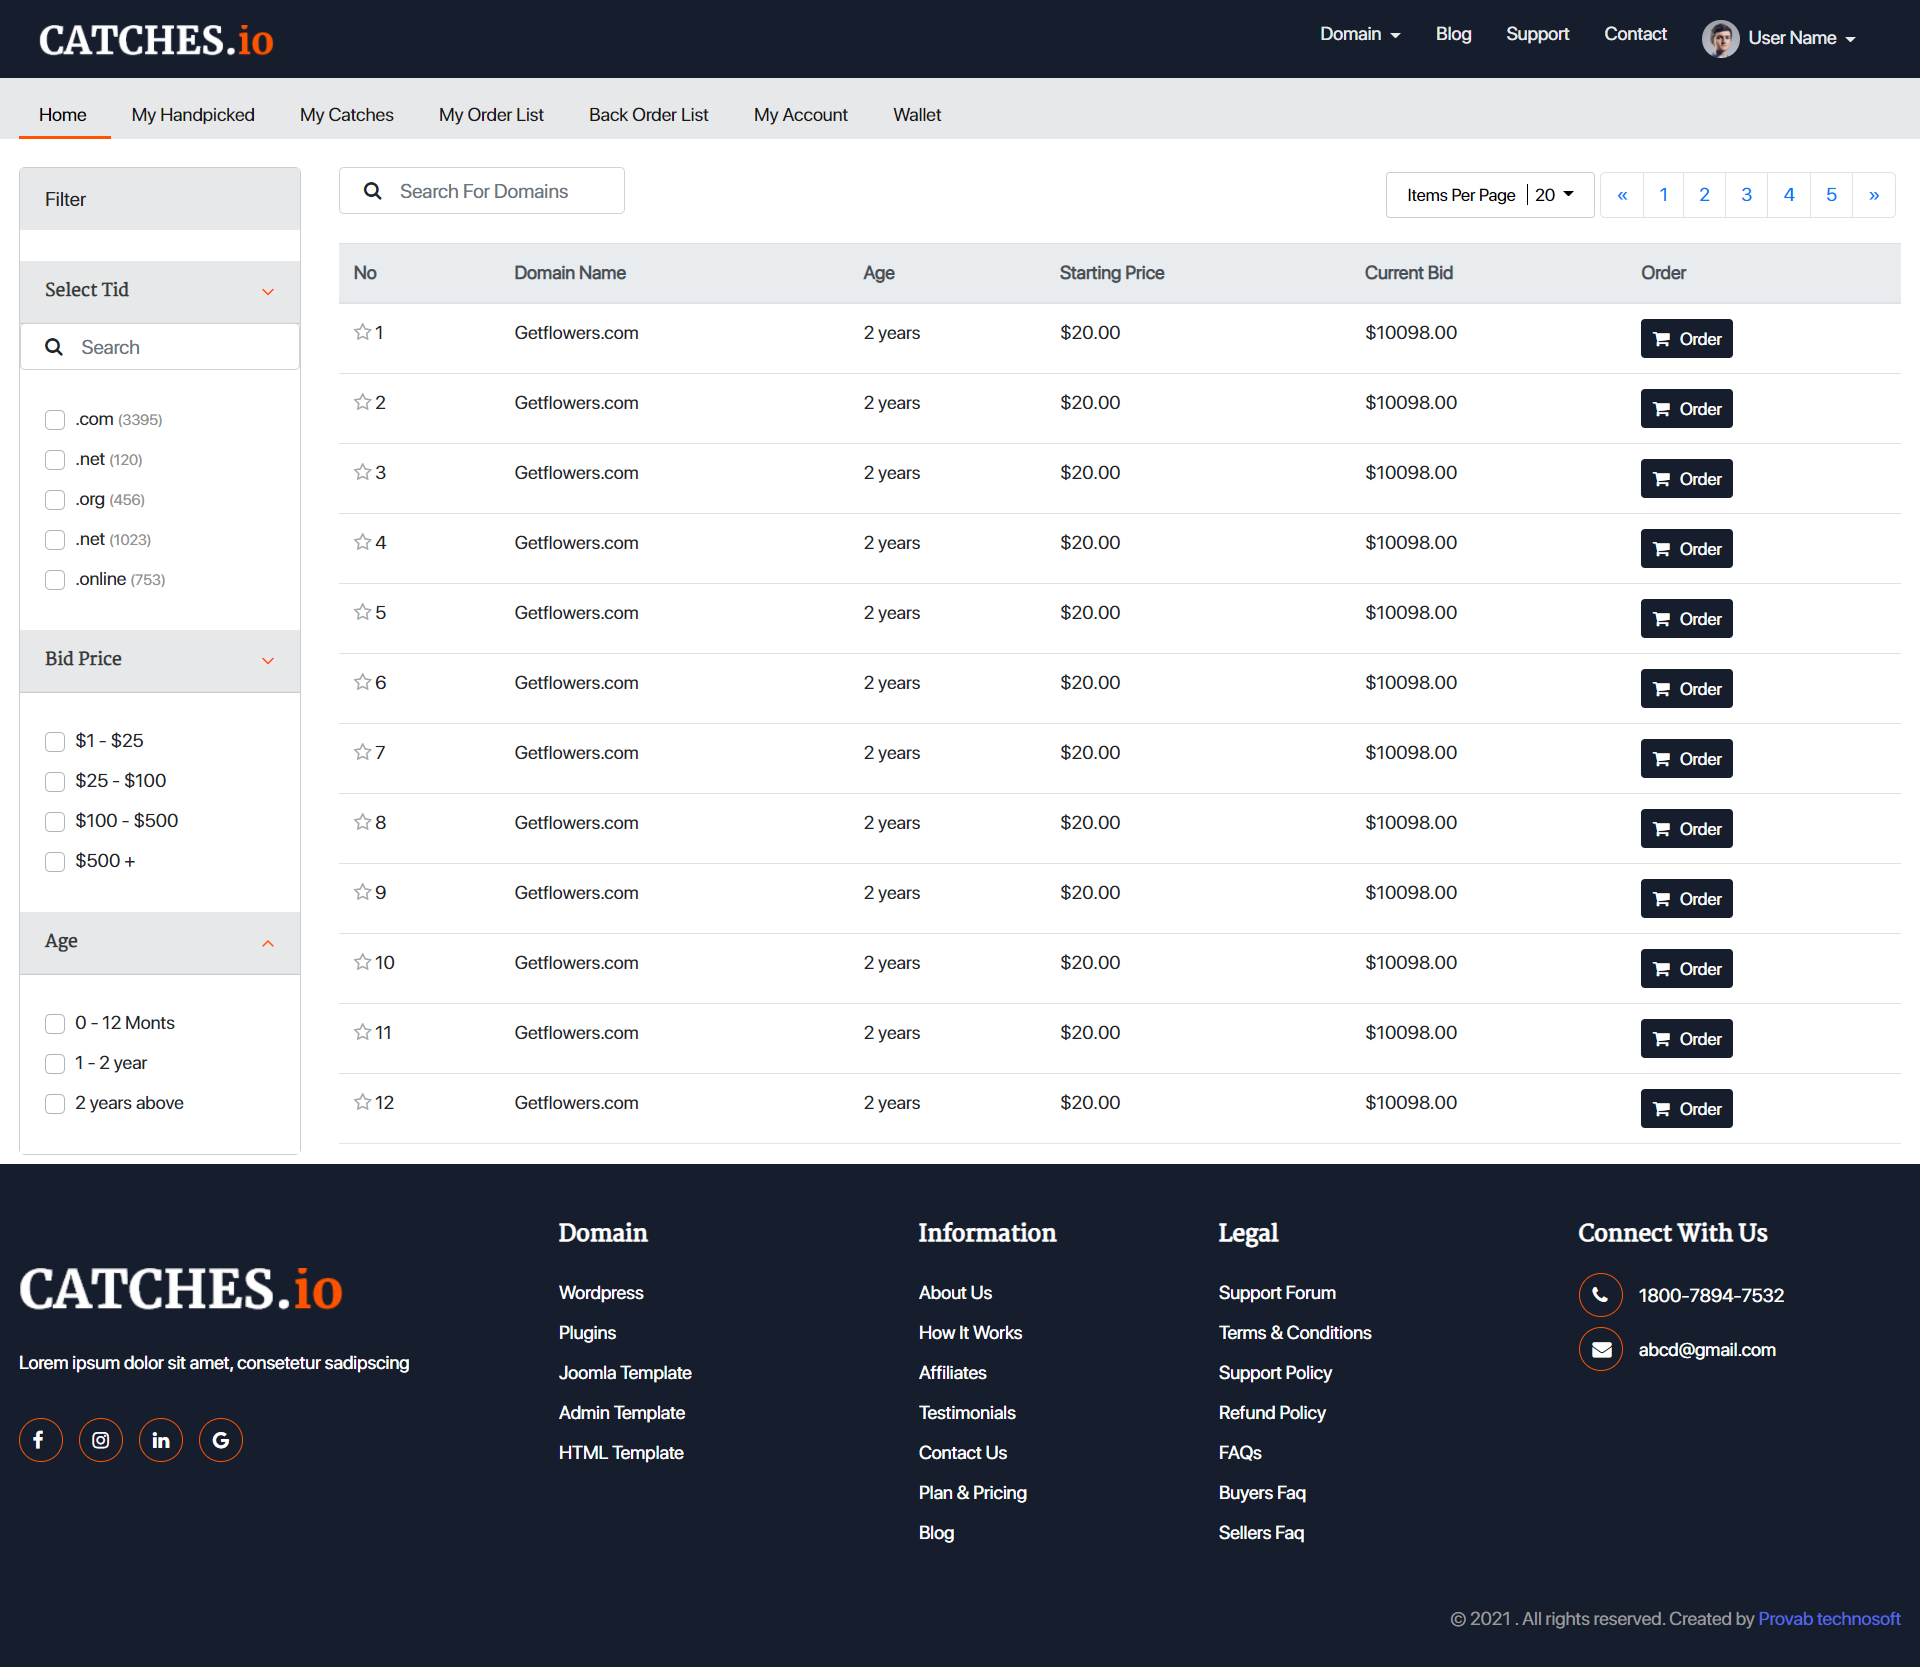 CATCHES.io
Domain Blog Support Contact User Name
Home My Handpicked My Catches My Order List Back Order List My Account Wallet
Filter
Select Tid
Search
.com (3395)
.net (120)
.org (456)
.net (1023)
.online (753)
Bid Price
$1 - $25
$25 - $100
$100 - $500
$500 +
Age
0 - 12 Monts
1 - 2 year
2 years above
Search For Domains
Items Per Page 20 « 1 2 3 4 5 »
No Domain Name Age Starting Price Current Bid Order
1 Getflowers.com 2 years $20.00 $10098.00 Order
2 Getflowers.com 2 years $20.00 $10098.00 Order
3 Getflowers.com 2 years $20.00 $10098.00 Order
4 Getflowers.com 2 years $20.00 $10098.00 Order
5 Getflowers.com 2 years $20.00 $10098.00 Order
6 Getflowers.com 2 years $20.00 $10098.00 Order
7 Getflowers.com 2 years $20.00 $10098.00 Order
8 Getflowers.com 2 years $20.00 $10098.00 Order
9 Getflowers.com 2 years $20.00 $10098.00 Order
10 Getflowers.com 2 years $20.00 $10098.00 Order
11 Getflowers.com 2 years $20.00 $10098.00 Order
12 Getflowers.com 2 years $20.00 $10098.00 Order
CATCHES.io
Lorem ipsum dolor sit amet, consetetur sadipscing
Domain
Wordpress
Plugins
Joomla Template
Admin Template
HTML Template
Information
About Us
How It Works
Affiliates
Testimonials
Contact Us
Plan & Pricing
Blog
Legal
Support Forum
Terms & Conditions
Support Policy
Refund Policy
FAQs
Buyers Faq
Sellers Faq
Connect With Us
1800-7894-7532
abcd@gmail.com
© 2021 . All rights reserved. Created by Provab technosoft